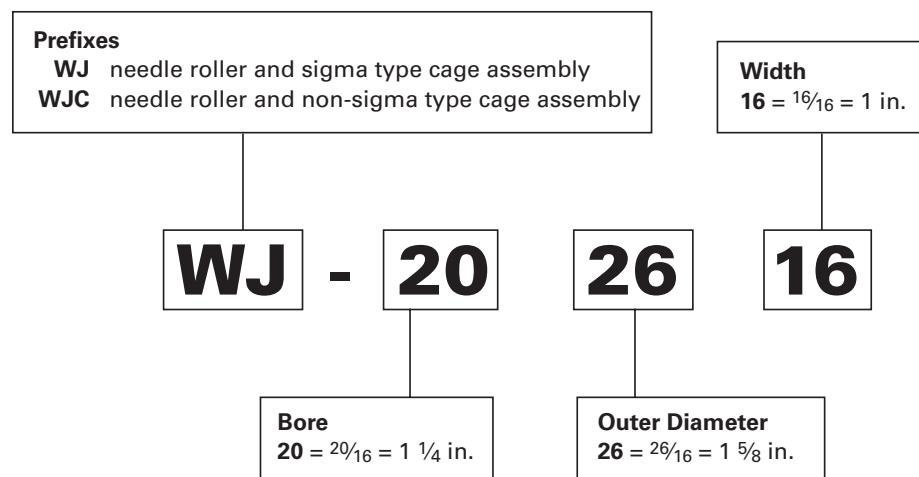 Prefixes
WJ needle roller and sigma type cage assembly
WJC needle roller and non-sigma type cage assembly
Width
16 = 16⁄16 = 1 in.
WJ - 20 26 16
Bore
20 = 20⁄16 = 1 1⁄4 in.
Outer Diameter
26 = 26⁄16 = 1 5⁄8 in.